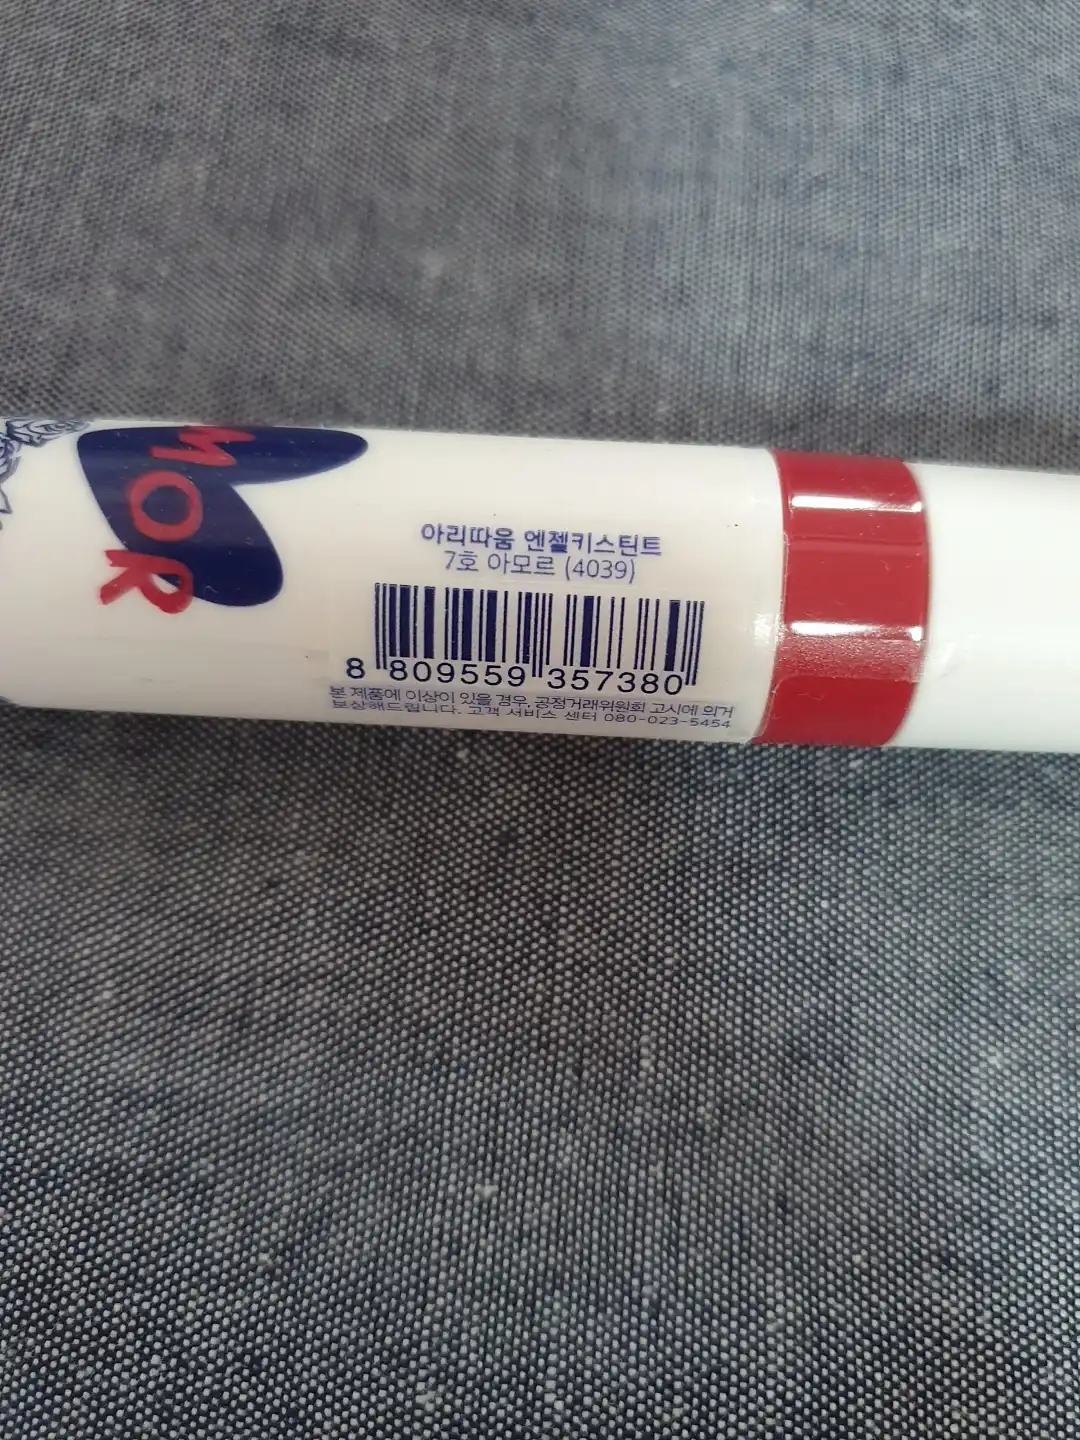 MOR
아리따움 엔젤키스틴트
7호 아모르 (4039)
8 809559 357380
본 제품에 이상이 있을 경우, 공정거래위원회 고시에 의거
보상해드립니다. 고객 서비스 센터 080-023-5454